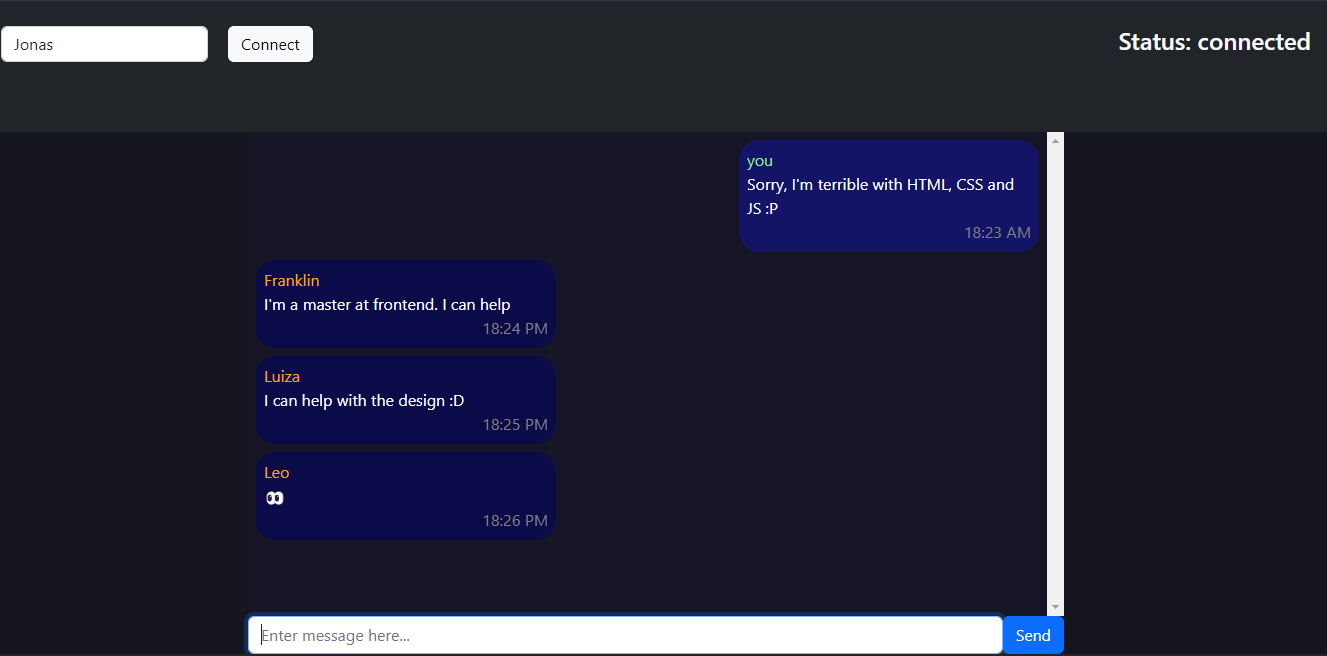 Jonas
Connect
Status: connected
you
Sorry, I'm terrible with HTML, CSS and
JS :P
18:23 AM
Franklin
I'm a master at frontend. I can help
18:24 PM
Luiza
I can help with the design :D
18:25 PM
Leo
👀
18:26 PM
Enter message here...
Send